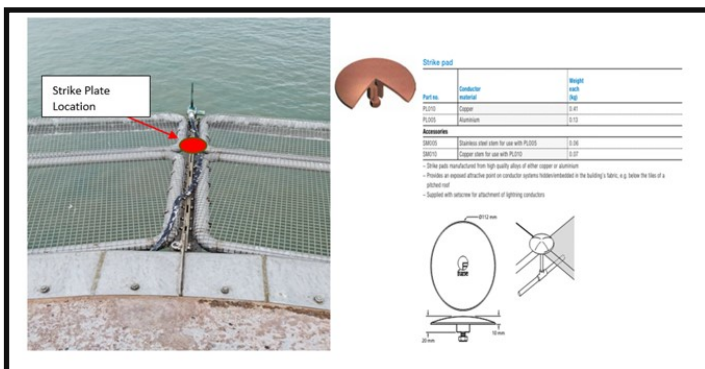 Strike Plate
Location
Strike pad
Part no.
Conductor
material
Weight
each
(kg)
PL010 Copper 0.41
PL005 Aluminium 0.13
Accessories
SM005 Stainless steel stem for use with PL005 0.06
SM010 Copper stem for use with PL010 0.07
– Strike pads manufactured from high quality alloys of either copper or aluminium
– Provides an exposed attractive point on conductor systems hidden/embedded in the building's fabric, e.g. below the tiles of a
pitched roof
– Supplied with setscrew for attachment of lightning conductors
Ø112 mm
furse
20 mm
10 mm